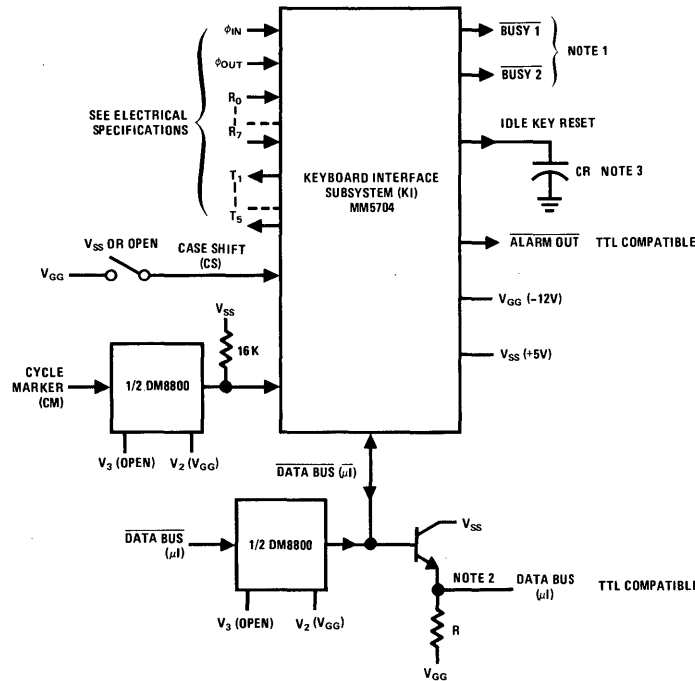 ϕIN
ϕOUT
R0
R7
T1
T5
SEE ELECTRICAL
SPECIFICATIONS
KEYBOARD INTERFACE
SUBSYSTEM (KI)
MM5704
BUSY 1
BUSY 2
NOTE 1
IDLE KEY RESET
CR NOTE 3
ALARM OUT TTL COMPATIBLE
VGG (-12V)
VSS (+5V)
VSS OR OPEN
VGG
CASE SHIFT
(CS)
VSS
16K
CYCLE
MARKER
(CM)
1/2 DM8800
V3 (OPEN) V2 (VGG)
DATA BUS (μI)
DATA BUS
(μI)
1/2 DM8800
V3 (OPEN) V2 (VGG)
VSS
NOTE 2
DATA BUS
(μI)
TTL COMPATIBLE
R
VGG